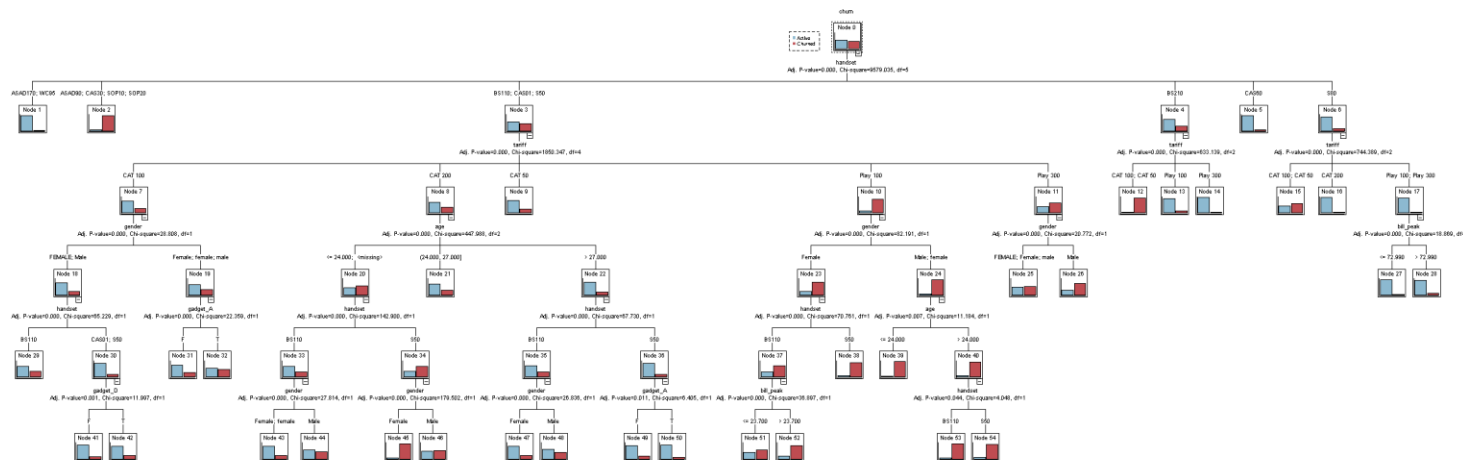 churn
Node 0
Active
Churned
handset
Adj. P-value=0.000, Chi-square=9579.035, df=5
ASAD170; WC95
ASAD90; CAS30; SOP10; SOP20
BS110; CAS01; S50
BS210
CAS60
S80
Node 1
Node 2
Node 3
Node 4
Node 5
Node 6
tariff
Adj. P-value=0.000, Chi-square=1850.347, df=4
tariff
Adj. P-value=0.000, Chi-square=633.139, df=2
tariff
Adj. P-value=0.000, Chi-square=744.389, df=2
CAT 100
CAT 200
CAT 50
Play 100
Play 300
CAT 100; CAT 50
Play 100
Play 300
CAT 100; CAT 50
CAT 200
Play 100; Play 300
Node 7
Node 8
Node 9
Node 10
Node 11
Node 12
Node 13
Node 14
Node 15
Node 16
Node 17
gender
Adj. P-value=0.000, Chi-square=28.808, df=1
age
Adj. P-value=0.000, Chi-square=447.988, df=2
gender
Adj. P-value=0.000, Chi-square=82.191, df=1
gender
Adj. P-value=0.000, Chi-square=20.772, df=1
bill_peak
Adj. P-value=0.000, Chi-square=18.869, df=
FEMALE; Male
Female; female; male
<= 24.000; <missing>
(24.000, 27.000]
> 27.000
Female
Male; female
FEMALE; Female; male
Male
<= 72.990
> 72.990
Node 18
Node 19
Node 20
Node 21
Node 22
Node 23
Node 24
Node 25
Node 26
Node 27
Node 28
handset
Adj. P-value=0.000, Chi-square=65.229, df=1
gadget_A
Adj. P-value=0.000, Chi-square=22.359, df=1
handset
Adj. P-value=0.000, Chi-square=142.900, df=1
handset
Adj. P-value=0.000, Chi-square=67.730, df=1
handset
Adj. P-value=0.000, Chi-square=70.761, df=1
age
Adj. P-value=0.007, Chi-square=11.194, df=1
BS110
CAS01; S50
F
T
BS110
S50
BS110
S50
BS110
S50
<= 24.000
> 24.000
Node 29
Node 30
Node 31
Node 32
Node 33
Node 34
Node 35
Node 36
Node 37
Node 38
Node 39
Node 40
gadget_D
Adj. P-value=0.001, Chi-square=11.997, df=1
gender
Adj. P-value=0.000, Chi-square=27.814, df=1
gender
Adj. P-value=0.000, Chi-square=179.502, df=1
gender
Adj. P-value=0.000, Chi-square=25.836, df=1
gadget_A
Adj. P-value=0.011, Chi-square=6.405, df=1
bill_peak
Adj. P-value=0.000, Chi-square=35.897, df=1
handset
Adj. P-value=0.044, Chi-square=4.046, df=1
F
T
Female; female
Male
Female
Male
Female
Male
F
T
<= 23.700
> 23.700
BS110
S50
Node 41
Node 42
Node 43
Node 44
Node 45
Node 46
Node 47
Node 48
Node 49
Node 50
Node 51
Node 52
Node 53
Node 54